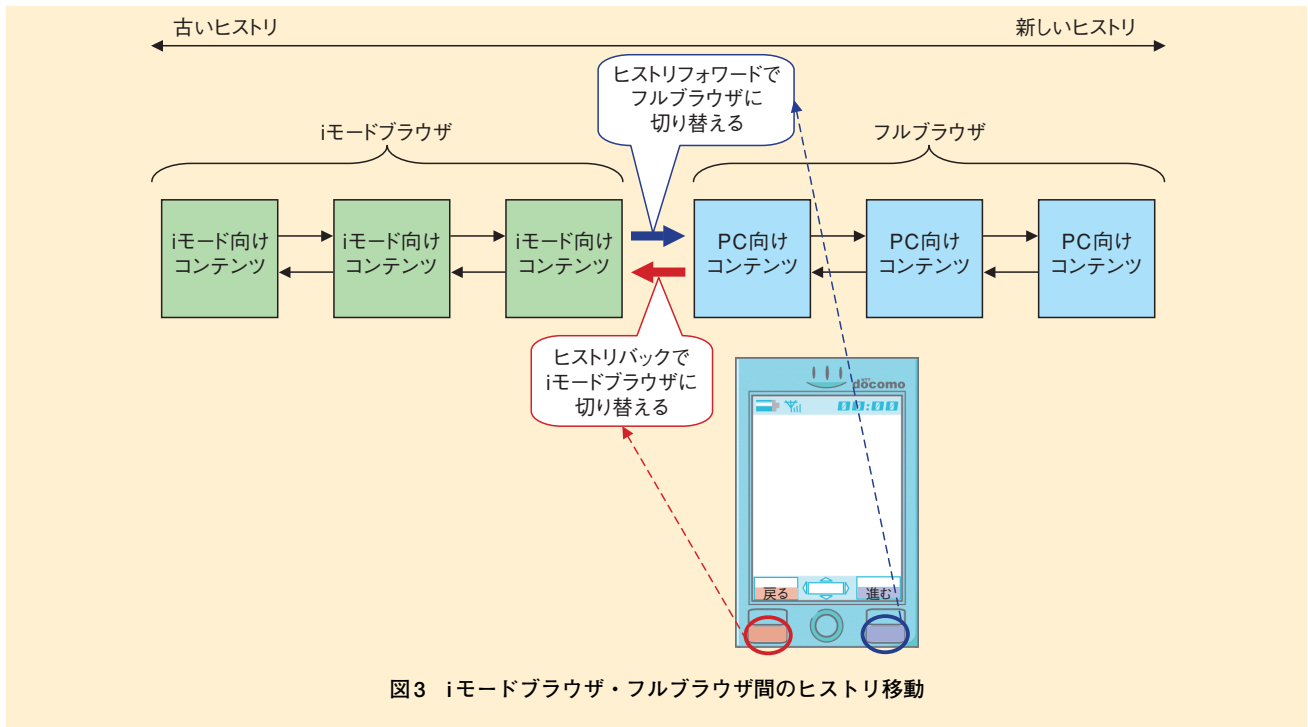 古いヒストリ
新しいヒストリ
ヒストリフォワードで
フルブラウザに
切り替える
iモードブラウザ
フルブラウザ
iモード向け
コンテンツ
iモード向け
コンテンツ
iモード向け
コンテンツ
PC向け
コンテンツ
PC向け
コンテンツ
PC向け
コンテンツ
ヒストリバックで
iモードブラウザに
切り替える
NTT
döcomo
00:00
戻る
進む
図3 iモードブラウザ・フルブラウザ間のヒストリ移動